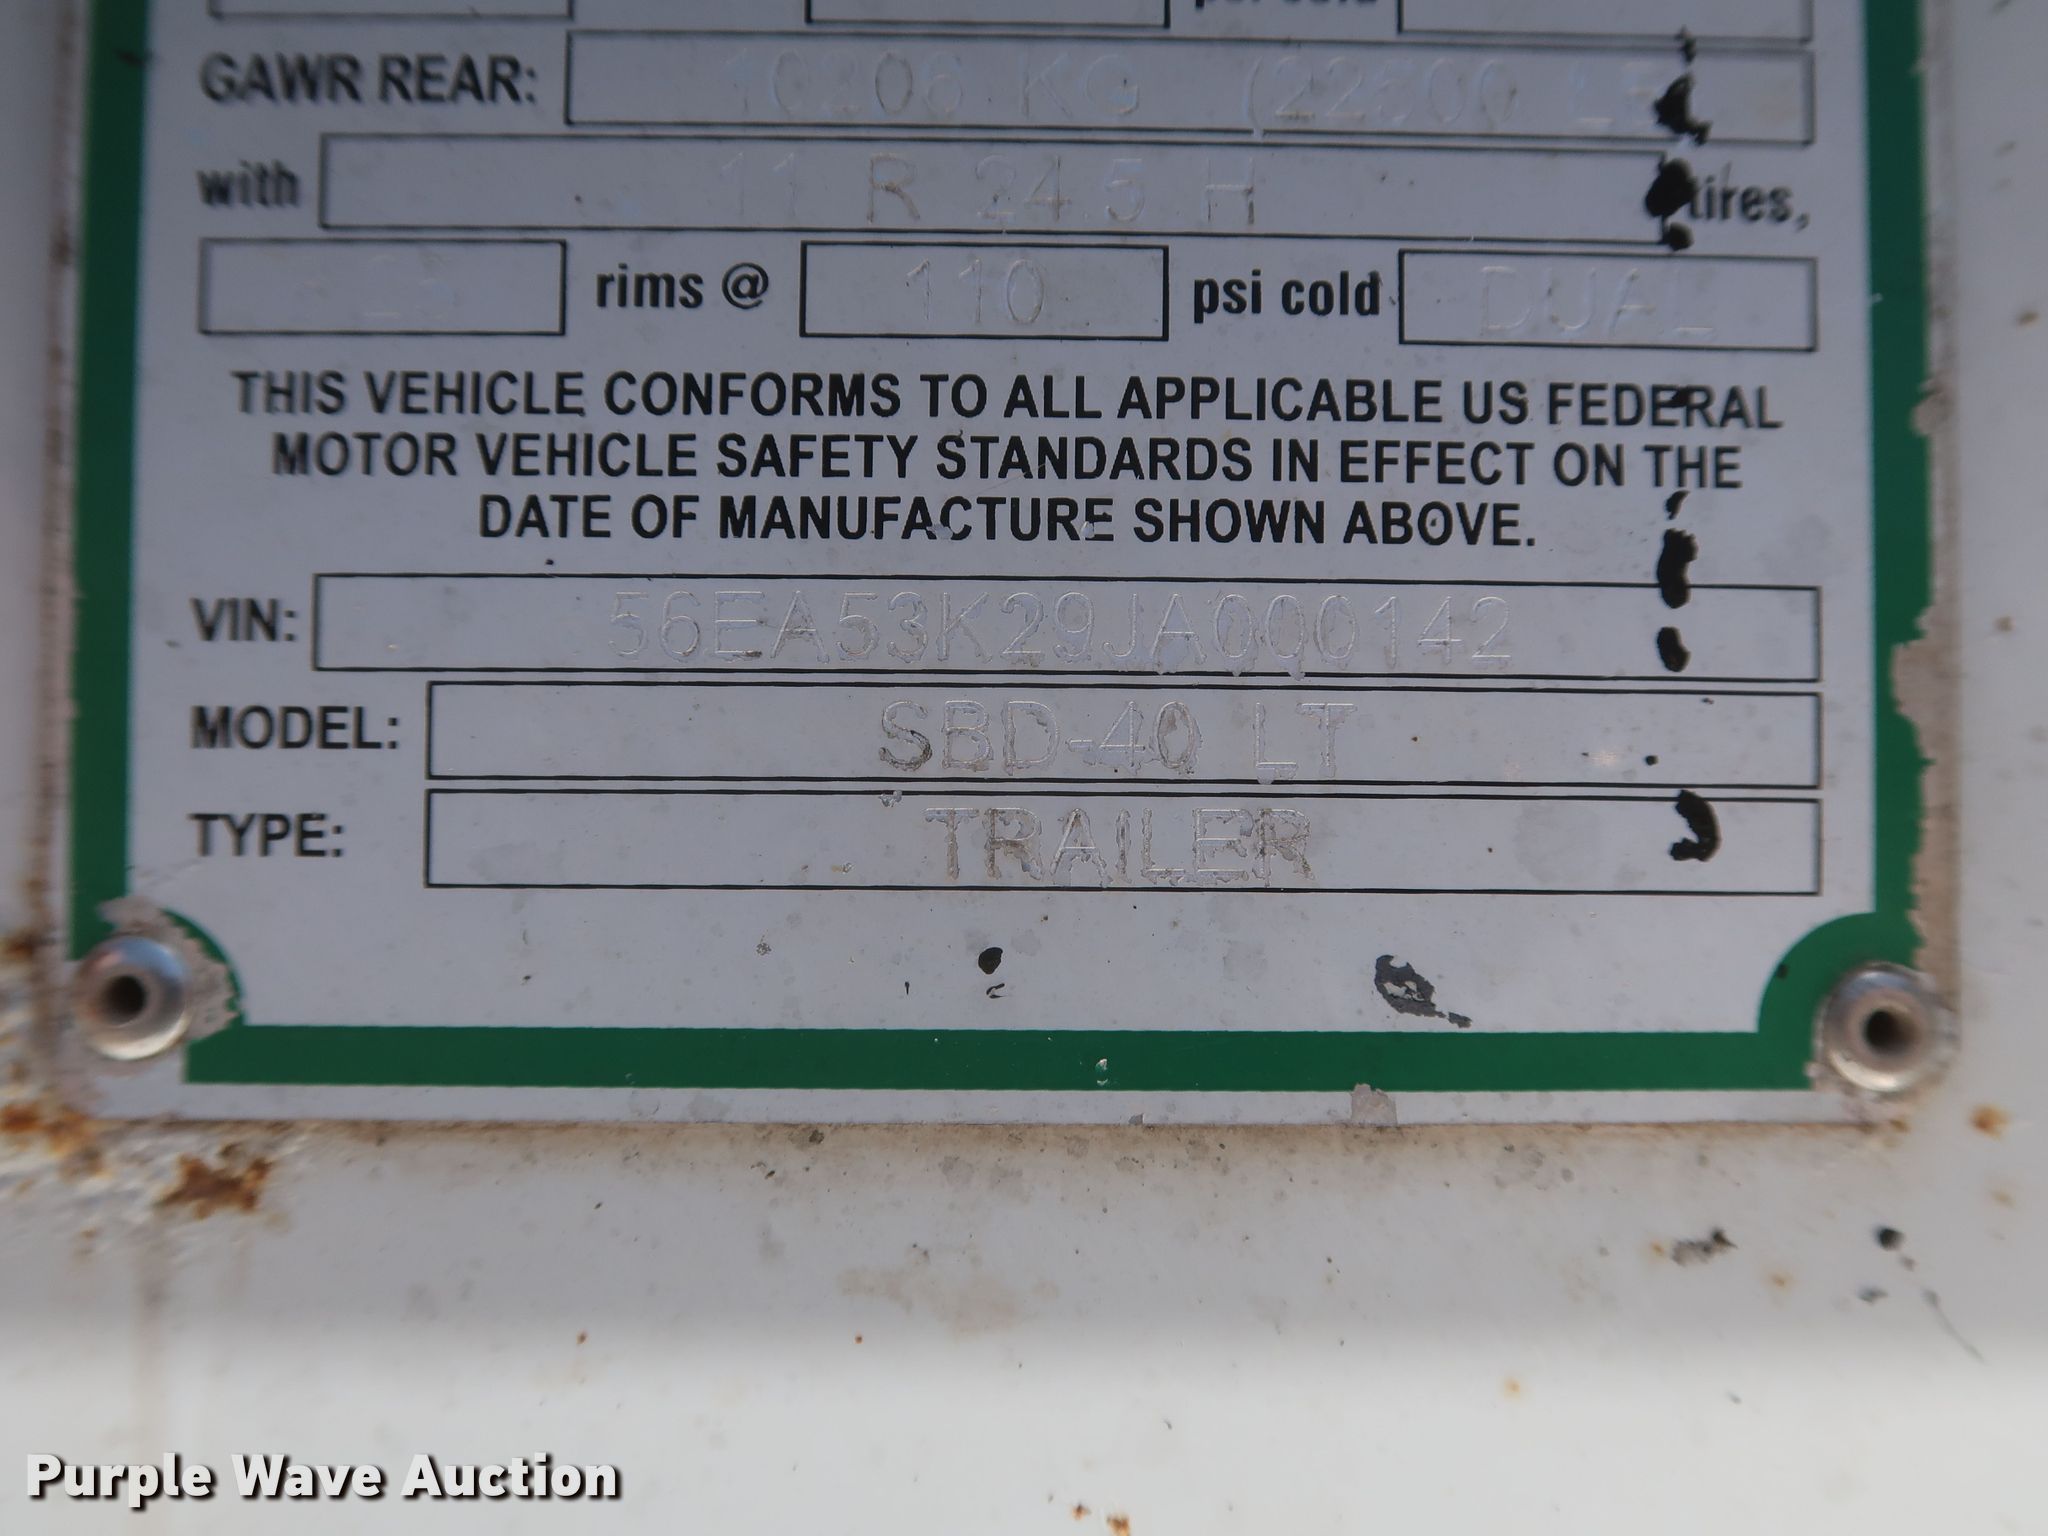 psi cold
GAWR REAR: 10206 KG (22500 LB
with 11 R 24.5 H tires,
rims @ 110 psi cold DUAL
THIS VEHICLE CONFORMS TO ALL APPLICABLE US FEDERAL
MOTOR VEHICLE SAFETY STANDARDS IN EFFECT ON THE
DATE OF MANUFACTURE SHOWN ABOVE.
VIN: 56EA53K29JA000142
MODEL: SBD-40 LT
TYPE: TRAILER
Purple Wave Auction